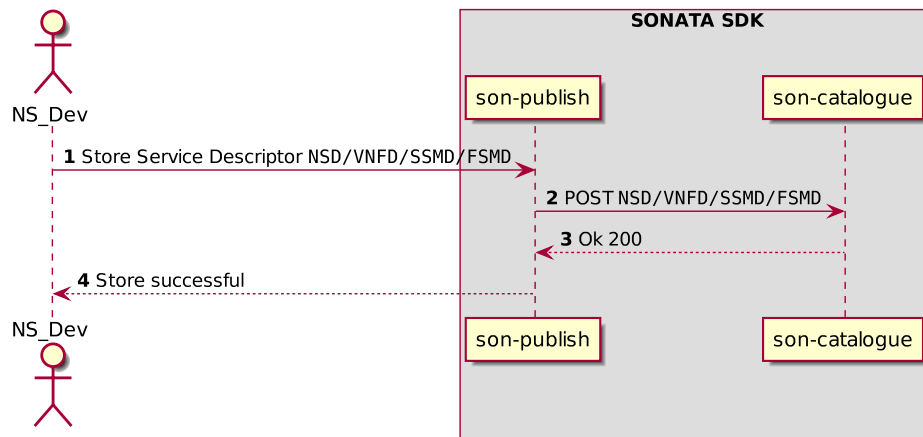 SONATA SDK
NS_Dev
son-publish
son-catalogue
1 Store Service Descriptor NSD/VNFD/SSMD/FSMD
2 POST NSD/VNFD/SSMD/FSMD
3 Ok 200
4 Store successful
NS_Dev
son-publish
son-catalogue